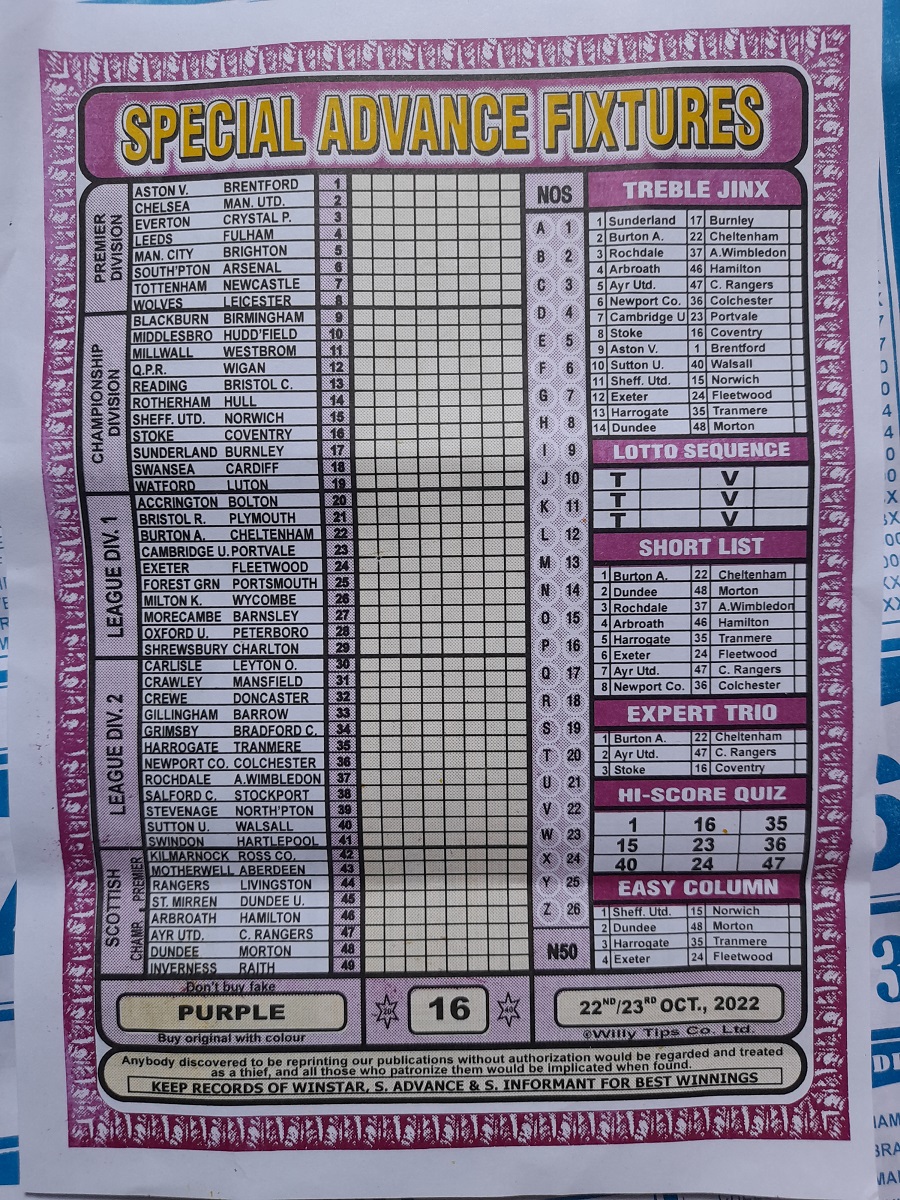 SPECIAL ADVANCE FIXTURES
PREMIER DIVISION
ASTON V. BRENTFORD 1
CHELSEA MAN. UTD. 2
EVERTON CRYSTAL P. 3
LEEDS FULHAM 4
MAN. CITY BRIGHTON 5
SOUTH'PTON ARSENAL 6
TOTTENHAM NEWCASTLE 7
WOLVES LEICESTER 8
CHAMPIONSHIP DIVISION
BLACKBURN BIRMINGHAM 9
MIDDLESBRO HUDD'FIELD 10
MILLWALL WESTBROM 11
Q.P.R. WIGAN 12
READING BRISTOL C. 13
ROTHERHAM HULL 14
SHEFF. UTD. NORWICH 15
STOKE COVENTRY 16
SUNDERLAND BURNLEY 17
SWANSEA CARDIFF 18
WATFORD LUTON 19
LEAGUE DIV. 1
ACCRINGTON BOLTON 20
BRISTOL R. PLYMOUTH 21
BURTON A. CHELTENHAM 22
CAMBRIDGE U. PORTVALE 23
EXETER FLEETWOOD 24
FOREST GRN PORTSMOUTH 25
MILTON K. WYCOMBE 26
MORECAMBE BARNSLEY 27
OXFORD U. PETERBORO 28
SHREWSBURY CHARLTON 29
LEAGUE DIV. 2
CARLISLE LEYTON O. 30
CRAWLEY MANSFIELD 31
CREWE DONCASTER 32
GILLINGHAM BARROW 33
GRIMSBY BRADFORD C. 34
HARROGATE TRANMERE 35
NEWPORT CO. COLCHESTER 36
ROCHDALE A.WIMBLEDON 37
SALFORD C. STOCKPORT 38
STEVENAGE NORTH'PTON 39
SUTTON U. WALSALL 40
SWINDON HARTLEPOOL 41
SCOTTISH
PREMIER
KILMARNOCK ROSS CO. 42
MOTHERWELL ABERDEEN 43
RANGERS LIVINGSTON 44
ST. MIRREN DUNDEE U. 45
CHAMP.
ARBROATH HAMILTON 46
AYR UTD. C. RANGERS 47
DUNDEE MORTON 48
INVERNESS RAITH 49
NOS
A 1
B 2
C 3
D 4
E 5
F 6
G 7
H 8
I 9
J 10
K 11
L 12
M 13
N 14
O 15
P 16
Q 17
R 18
S 19
T 20
U 21
V 22
W 23
X 24
Y 25
Z 26
N50
TREBLE JINX
1 Sunderland 17 Burnley
2 Burton A. 22 Cheltenham
3 Rochdale 37 A.Wimbledon
4 Arbroath 46 Hamilton
5 Ayr Utd. 47 C. Rangers
6 Newport Co. 36 Colchester
7 Cambridge U 23 Portvale
8 Stoke 16 Coventry
9 Aston V. 1 Brentford
10 Sutton U. 40 Walsall
11 Sheff. Utd. 15 Norwich
12 Exeter 24 Fleetwood
13 Harrogate 35 Tranmere
14 Dundee 48 Morton
LOTTO SEQUENCE
T V
T V
T V
SHORT LIST
1 Burton A. 22 Cheltenham
2 Dundee 48 Morton
3 Rochdale 37 A.Wimbledon
4 Arbroath 46 Hamilton
5 Harrogate 35 Tranmere
6 Exeter 24 Fleetwood
7 Ayr Utd. 47 C. Rangers
8 Newport Co. 36 Colchester
EXPERT TRIO
1 Burton A. 22 Cheltenham
2 Ayr Utd. 47 C. Rangers
3 Stoke 16 Coventry
HI-SCORE QUIZ
1 16 35
15 23 36
40 24 47
EASY COLUMN
1 Sheff. Utd. 15 Norwich
2 Dundee 48 Morton
3 Harrogate 35 Tranmere
4 Exeter 24 Fleetwood
Don't buy fake
PURPLE
Buy original with colour
16
22ND/23RD OCT., 2022
©Willy Tips Co. Ltd.
Anybody discovered to be reprinting our publications without authorization would be regarded and treated
as a thief, and all those who patronize them would be implicated when found.
KEEP RECORDS OF WINSTAR, S. ADVANCE & S. INFORMANT FOR BEST WINNINGS